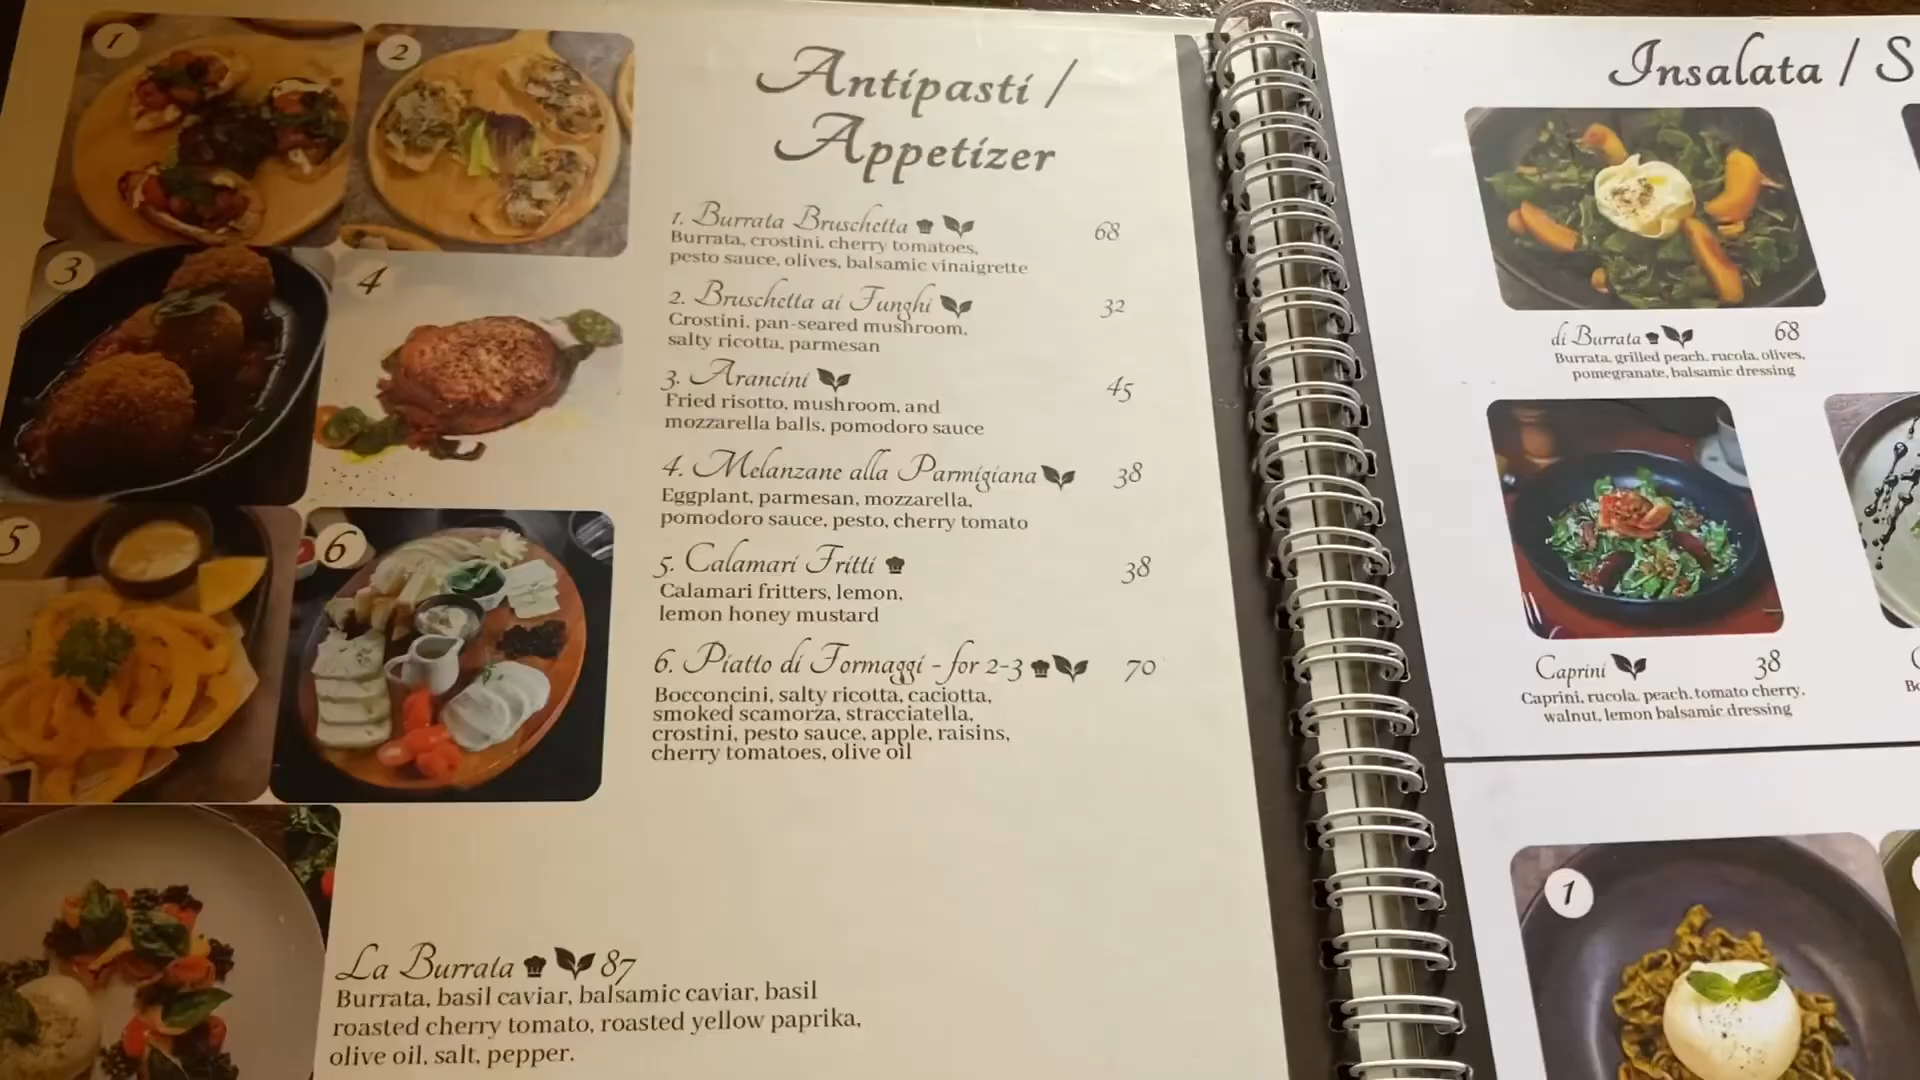 1
2
3
4
5
6
Antipasti /
Appetizer
1. Burrata Bruschetta 68
Burrata, crostini, cherry tomatoes,
pesto sauce, olives, balsamic vinaigrette
2. Bruschetta ai Funghi 32
Crostini, pan-seared mushroom,
salty ricotta, parmesan
3. Arancini 45
Fried risotto, mushroom, and
mozzarella balls, pomodoro sauce
4. Melanzane alla Parmigiana 38
Eggplant, parmesan, mozzarella,
pomodoro sauce, pesto, cherry tomato
5. Calamari Fritti 38
Calamari fritters, lemon,
lemon honey mustard
6. Piatto di Formaggi - for 2-3 70
Bocconcini, salty ricotta, caciotta,
smoked scamorza, stracciatella,
crostini, pesto sauce, apple, raisins,
cherry tomatoes, olive oil
La Burrata 87
Burrata, basil caviar, balsamic caviar, basil
roasted cherry tomato, roasted yellow paprika,
olive oil, salt, pepper.
Insalata / S
di Burrata 68
Burrata, grilled peach, rucola, olives,
pomegranate, balsamic dressing
Caprini 38
Caprini, rucola, peach, tomato cherry,
walnut, lemon balsamic dressing
1